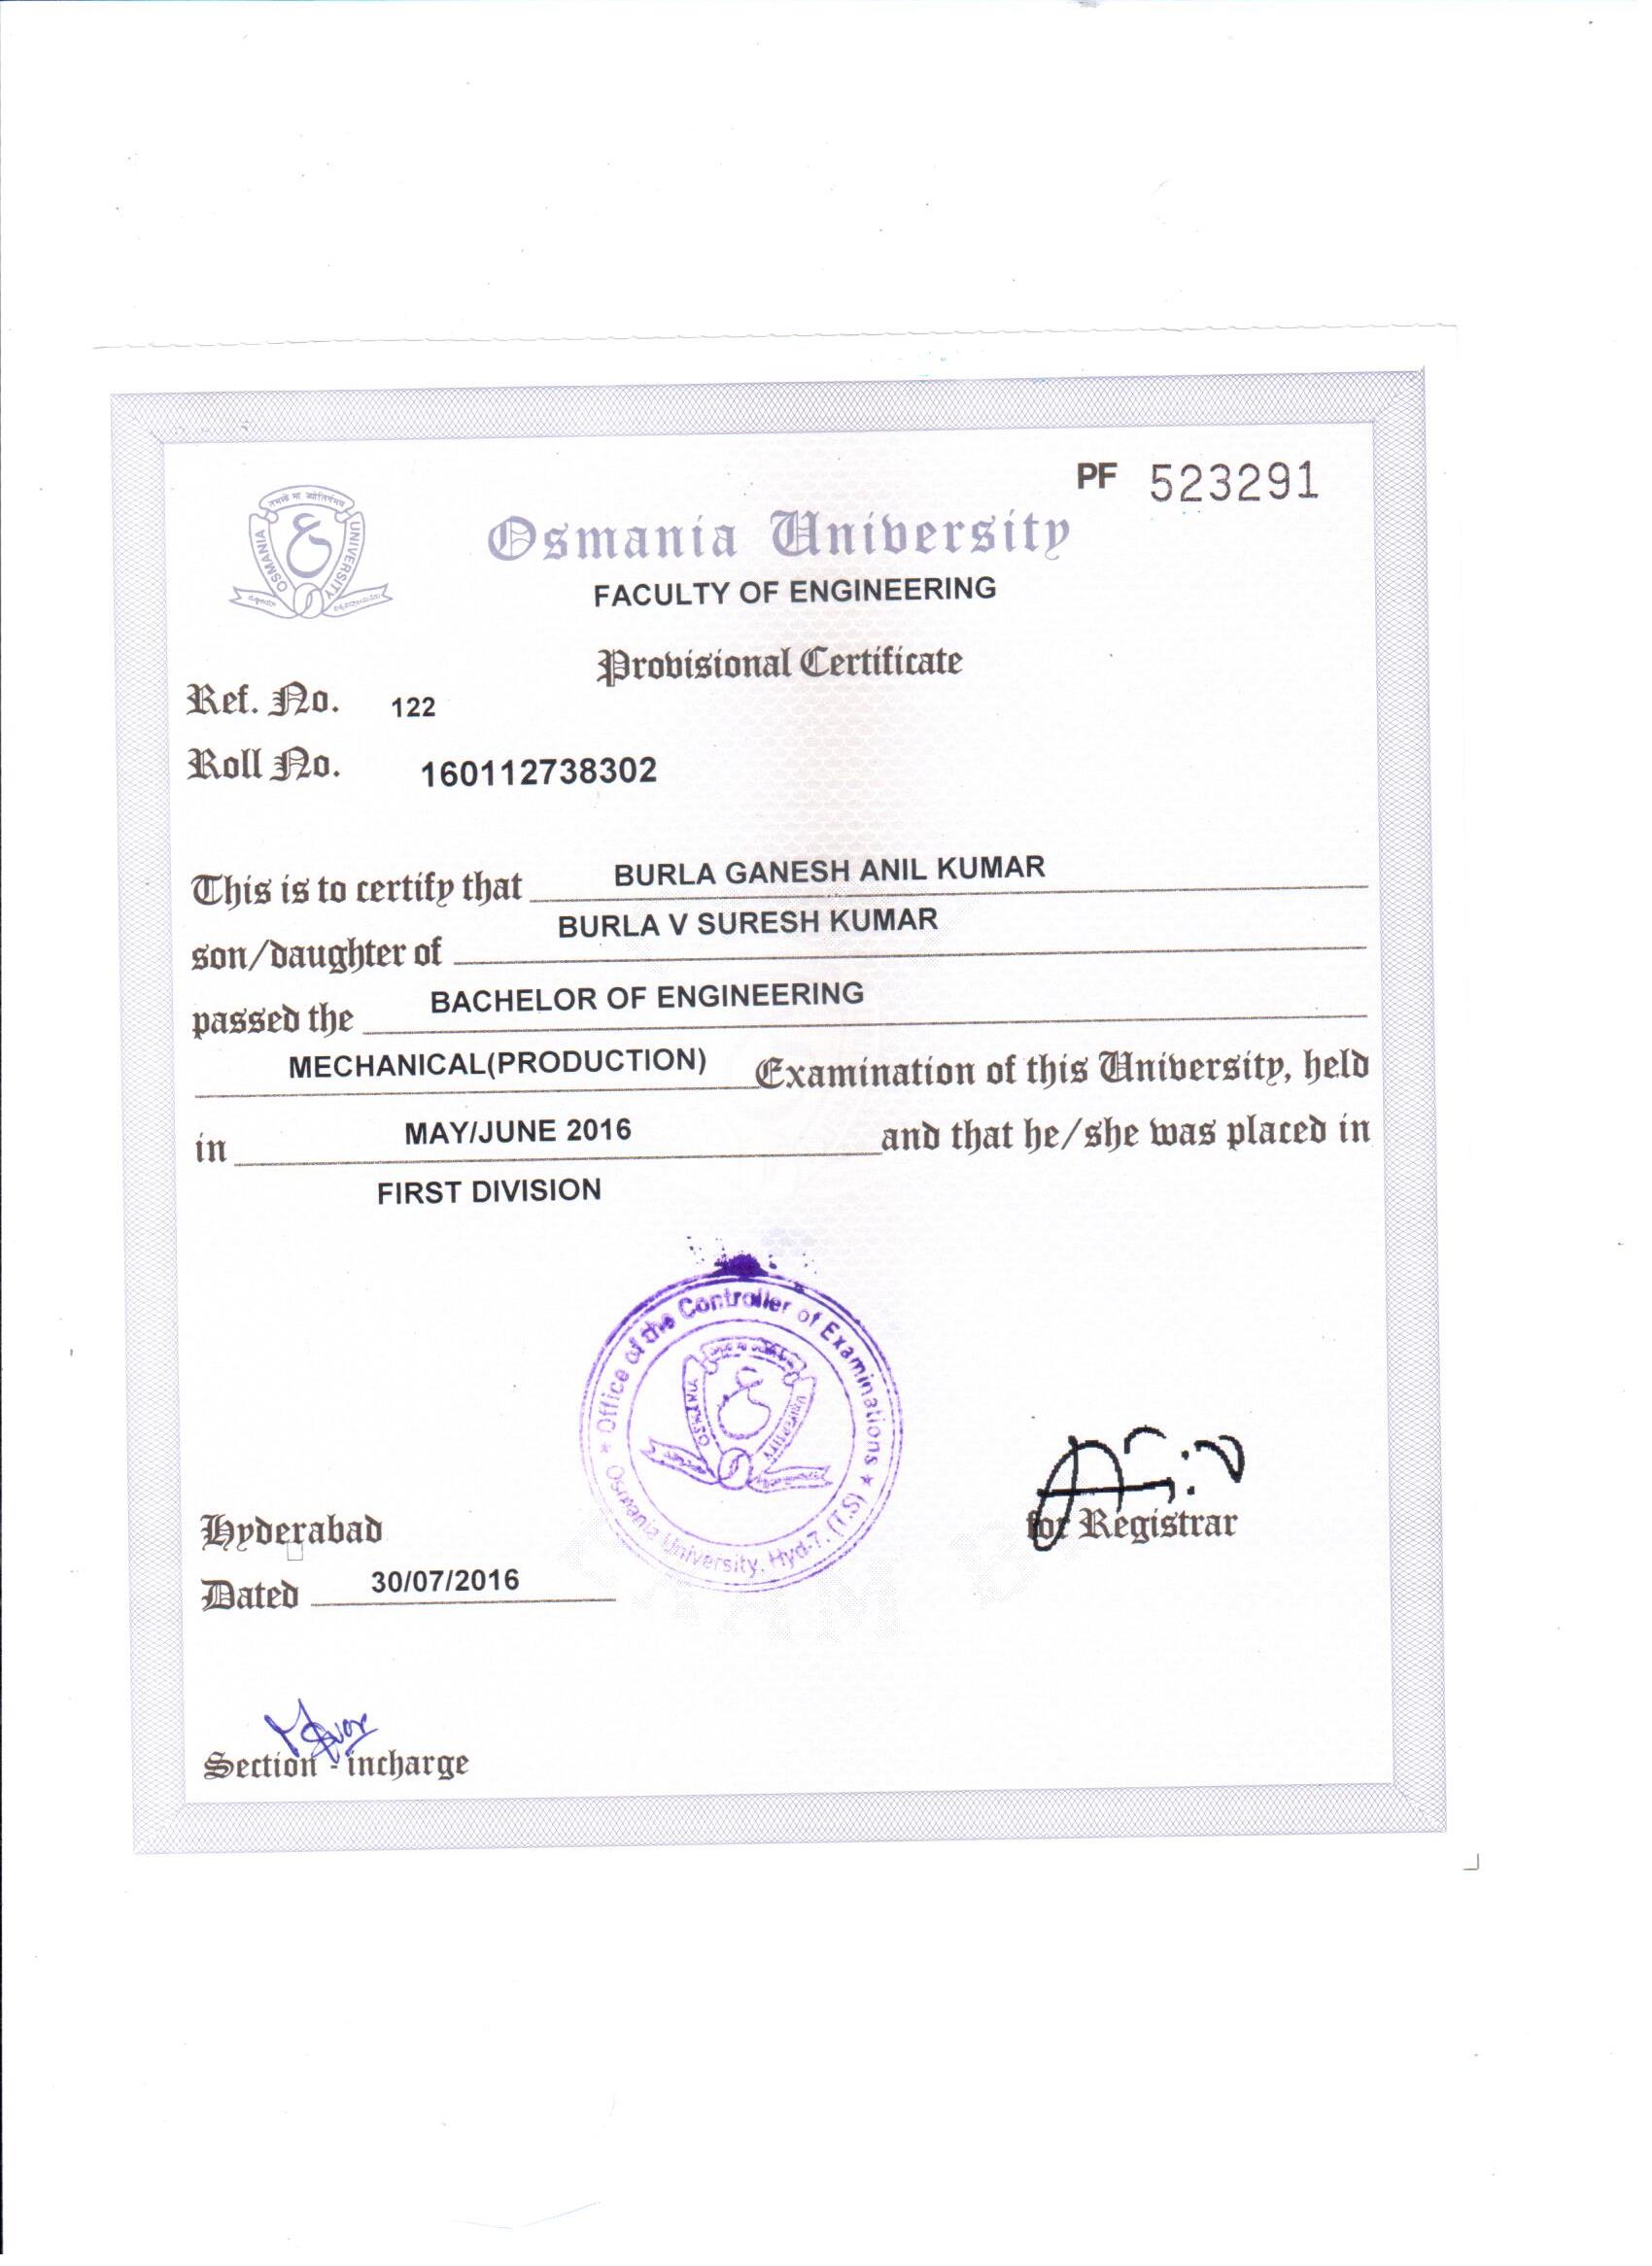 PF 523291
तमसो मा ज्योतिर्गमय
OSMANIA UNIVERSITY
Osmania University
FACULTY OF ENGINEERING
Provisional Certificate
Ref. No. 122
Roll No. 160112738302
This is to certify that BURLA GANESH ANIL KUMAR
son/daughter of BURLA V SURESH KUMAR
passed the BACHELOR OF ENGINEERING
MECHANICAL(PRODUCTION) Examination of this University, held
in MAY/JUNE 2016 and that he/she was placed in
FIRST DIVISION
Office of the Controller of Examinations
Osmania University, Hyd-7. (T.S)
OSMANIA UNIVERSITY
for Registrar
Hyderabad
Dated 30/07/2016
Section - incharge